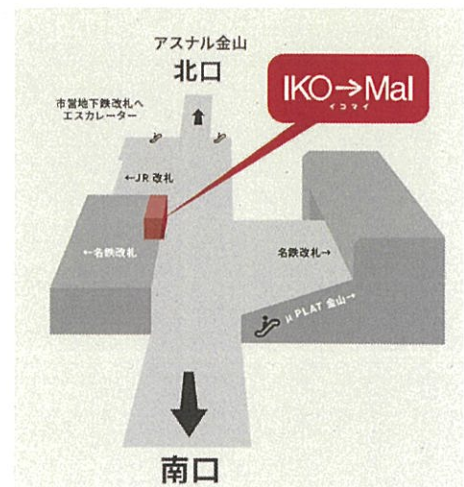 アスナル金山
北口
IKO→MaI
イコマイ
市営地下鉄改札へ
エスカレーター
←JR 改札
←名鉄改札
名鉄改札→
μ PLAT 金山→
南口